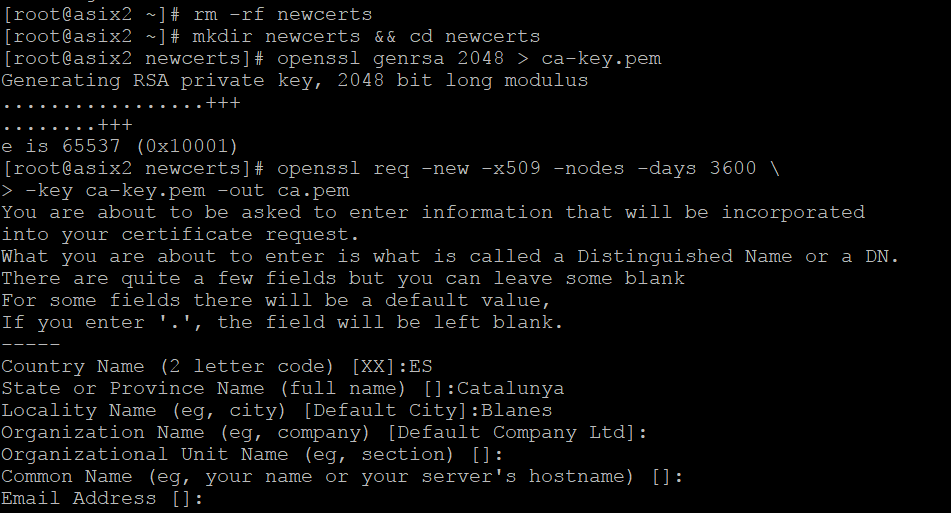 [root@asix2 ~]# rm -rf newcerts
[root@asix2 ~]# mkdir newcerts && cd newcerts
[root@asix2 newcerts]# openssl genrsa 2048 > ca-key.pem
Generating RSA private key, 2048 bit long modulus
.................+++
........+++
e is 65537 (0x10001)
[root@asix2 newcerts]# openssl req -new -x509 -nodes -days 3600 \
> -key ca-key.pem -out ca.pem
You are about to be asked to enter information that will be incorporated
into your certificate request.
What you are about to enter is what is called a Distinguished Name or a DN.
There are quite a few fields but you can leave some blank
For some fields there will be a default value,
If you enter '.', the field will be left blank.
-----
Country Name (2 letter code) [XX]:ES
State or Province Name (full name) []:Catalunya
Locality Name (eg, city) [Default City]:Blanes
Organization Name (eg, company) [Default Company Ltd]:
Organizational Unit Name (eg, section) []:
Common Name (eg, your name or your server's hostname) []:
Email Address []: